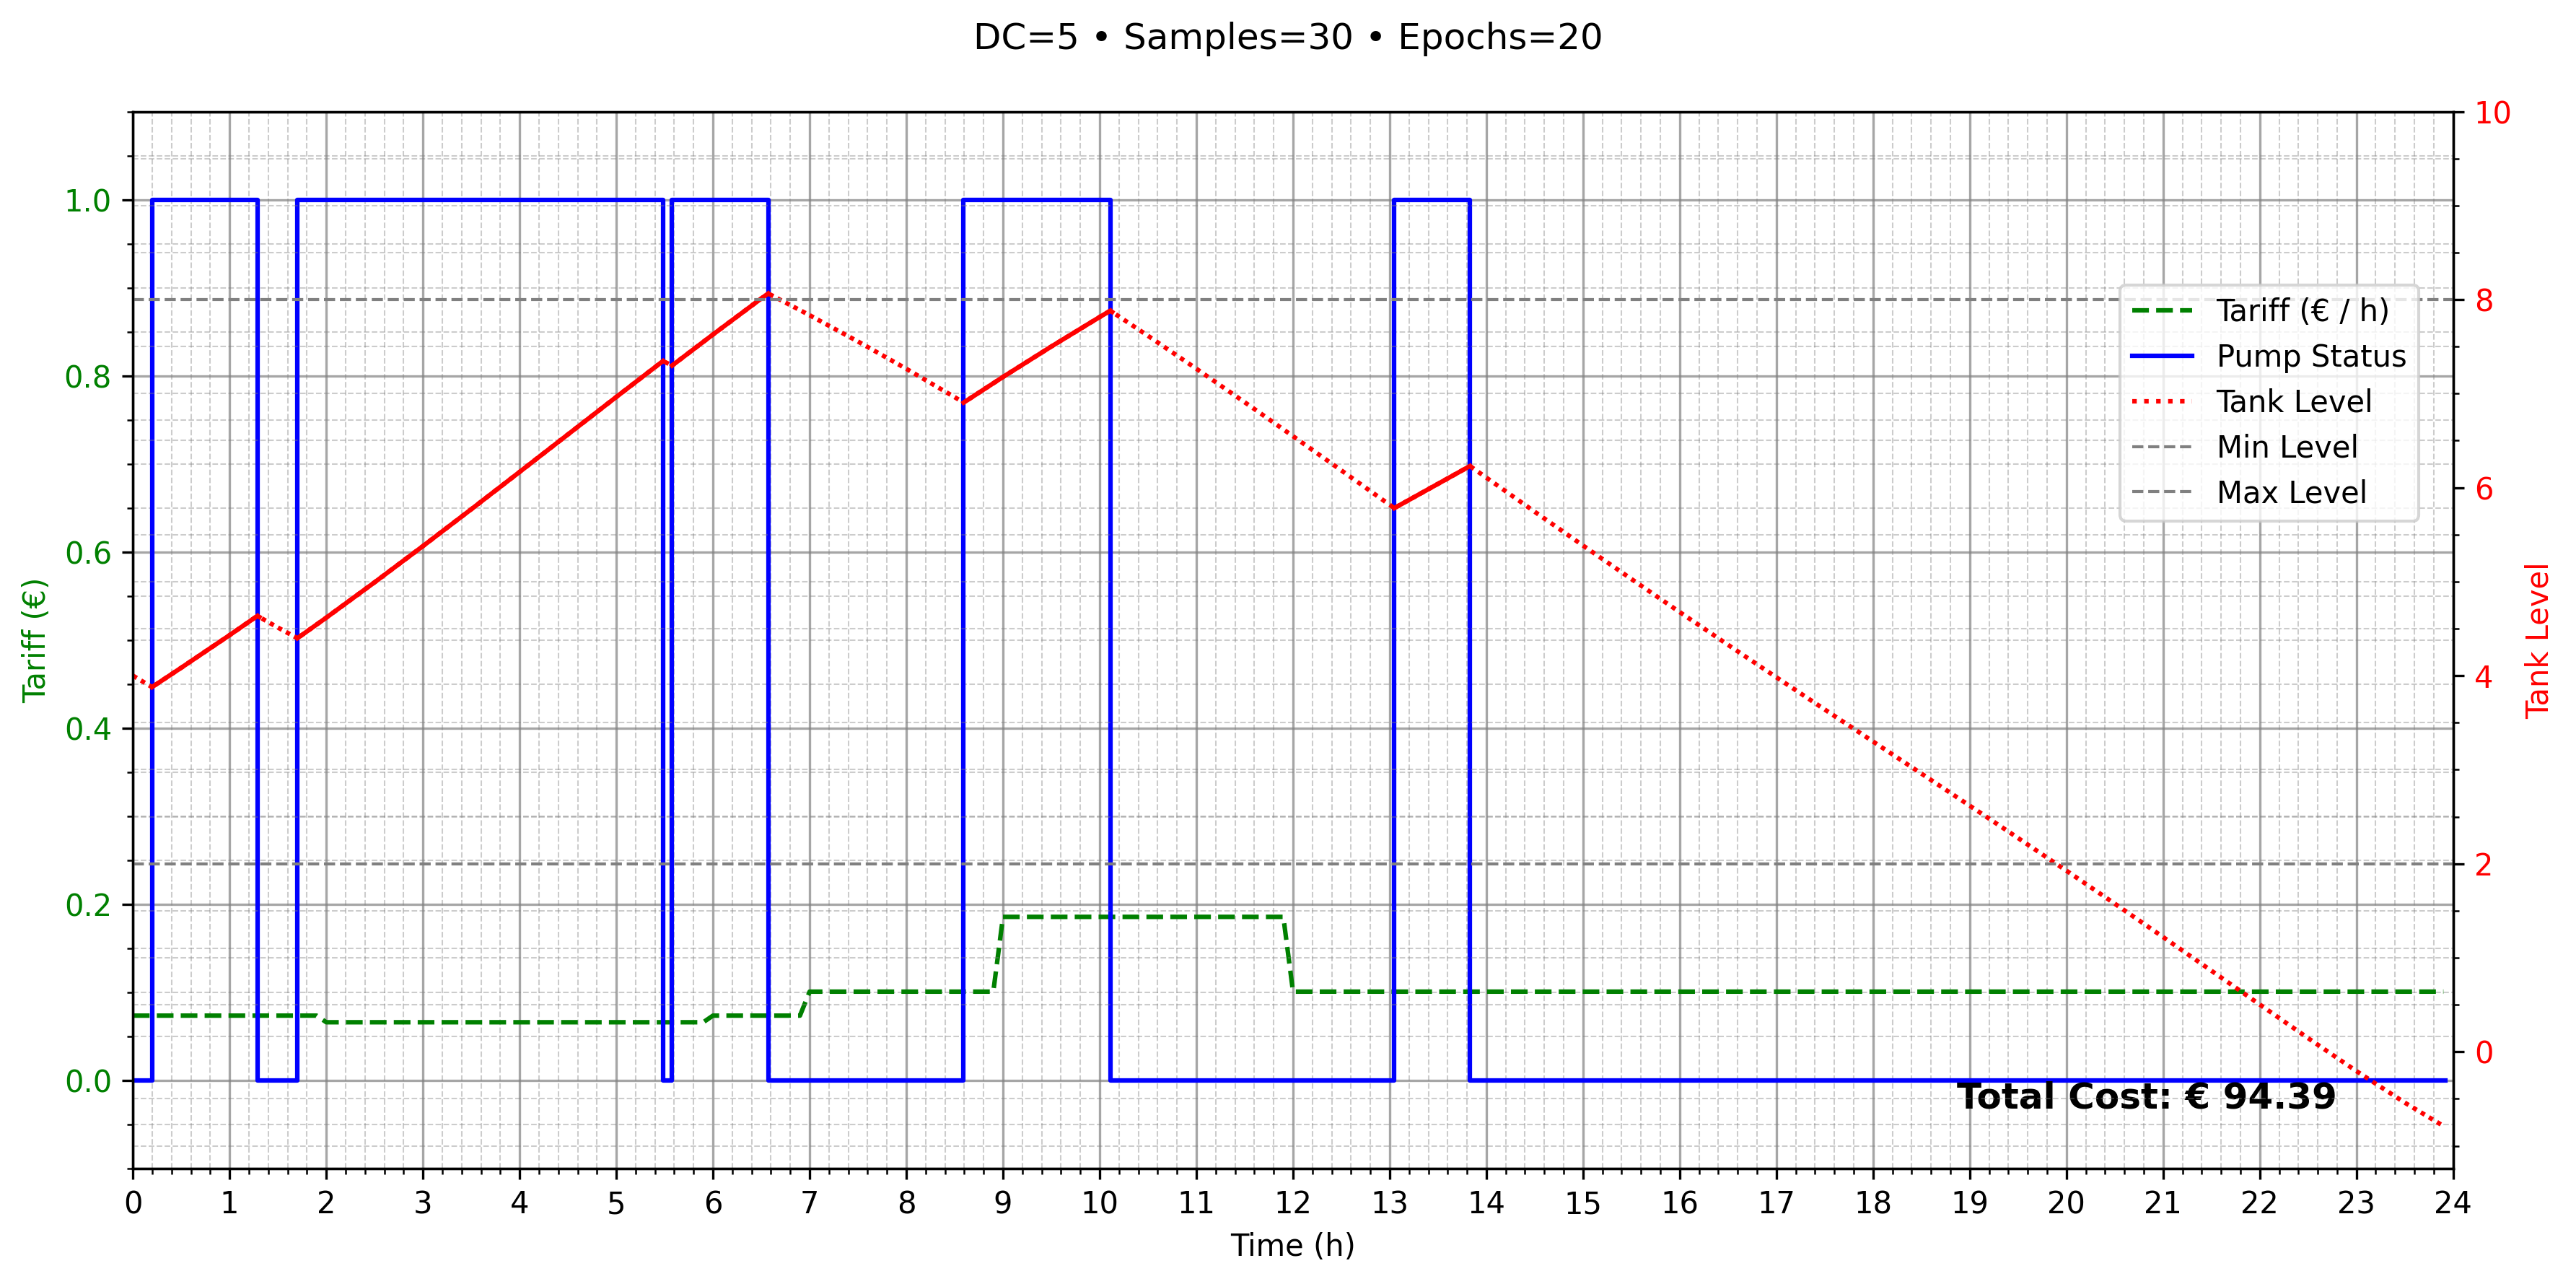 DC=5 • Samples=30 • Epochs=20
10
1.0
8
Tariff (€ / h)
Pump Status
Tank Level
Min Level
Max Level
0.8
6
0.6
Tariff (€)
Tank Level
4
0.4
2
0.2
0
0.0
Total Cost: € 94.39
0 1 2 3 4 5 6 7 8 9 10 11 12 13 14 15 16 17 18 19 20 21 22 23 24
Time (h)